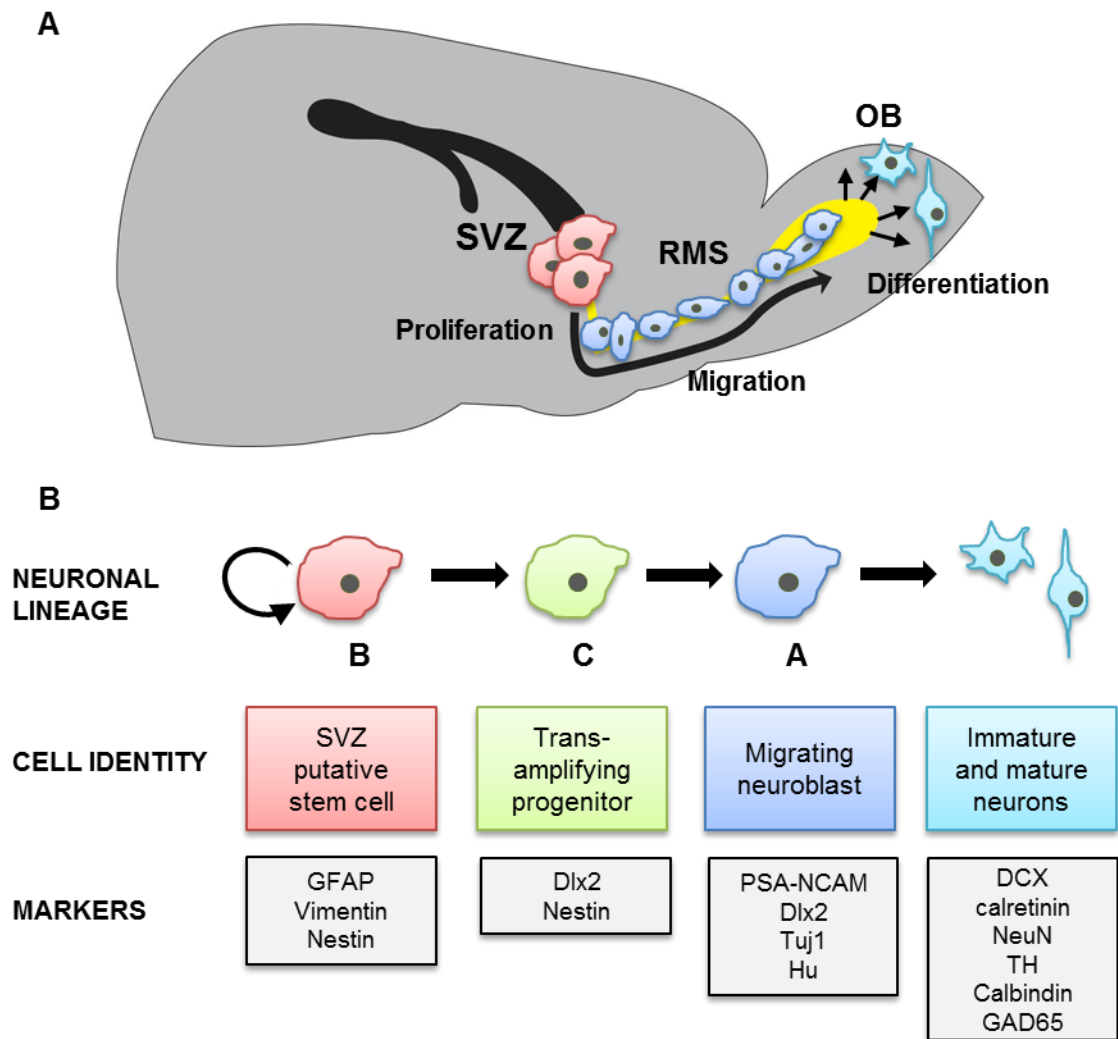 A
OB
SVZ
RMS
Differentiation
Proliferation
Migration
B
NEURONAL
LINEAGE
B
C
A
CELL IDENTITY
SVZ
putative
stem cell
Trans-
amplifying
progenitor
Migrating
neuroblast
Immature
and mature
neurons
MARKERS
GFAP
Vimentin
Nestin
Dlx2
Nestin
PSA-NCAM
Dlx2
Tuj1
Hu
DCX
calretinin
NeuN
TH
Calbindin
GAD65